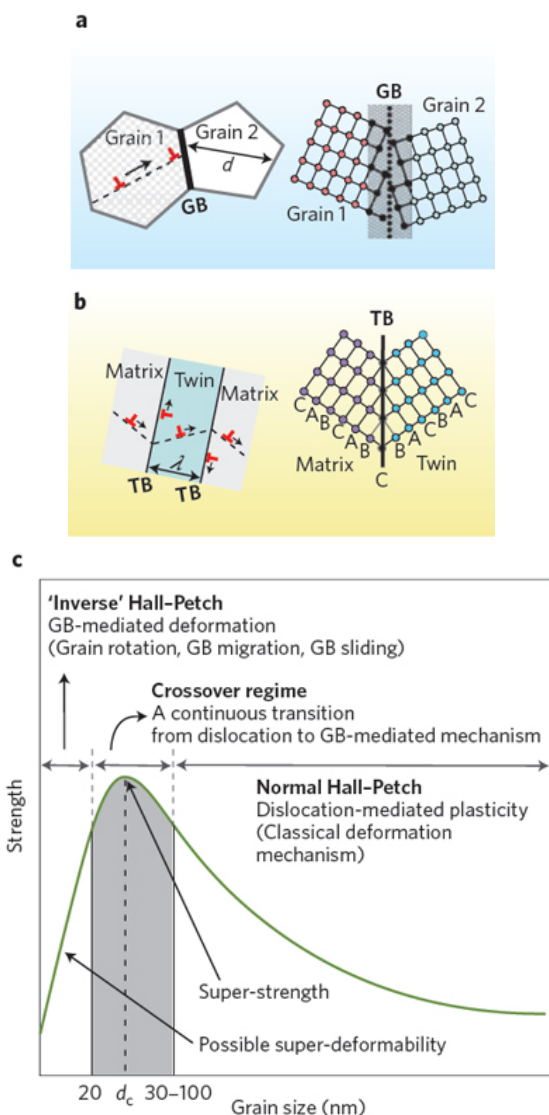 a
GB
Grain 1
Grain 2
d
GB
Grain 2
Grain 1
b
TB
Matrix
Twin
Matrix
λ
TB
TB
C
A
B
C
A
B
B
C
A
B
A
C
Matrix
Twin
C
c
'Inverse' Hall–Petch
GB-mediated deformation
(Grain rotation, GB migration, GB sliding)
Crossover regime
A continuous transition
from dislocation to GB-mediated mechanism
Normal Hall–Petch
Dislocation-mediated plasticity
(Classical deformation
mechanism)
Strength
Super-strength
Possible super-deformability
20
dc
30–100
Grain size (nm)